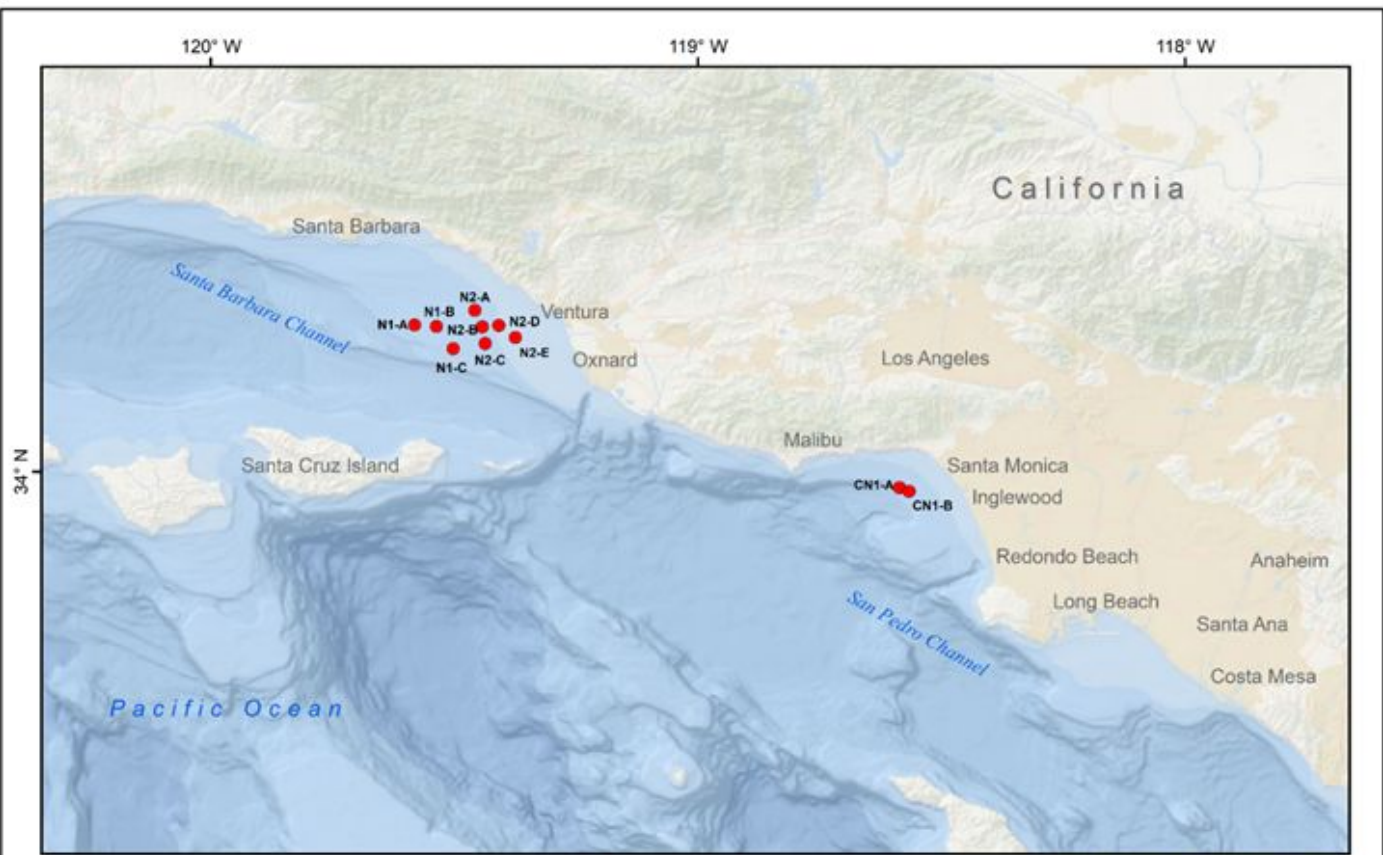 120° W 119° W 118° W
California
Santa Barbara
Santa Barbara Channel
N2-A
N1-B
Ventura
N1-A
N2-B
N2-D
N2-E
N2-C
N1-C
Oxnard
Los Angeles
Malibu
34° N
Santa Cruz Island
Santa Monica
CN1-A
Inglewood
CN1-B
Redondo Beach
Anaheim
Long Beach
San Pedro Channel
Santa Ana
Costa Mesa
Pacific Ocean